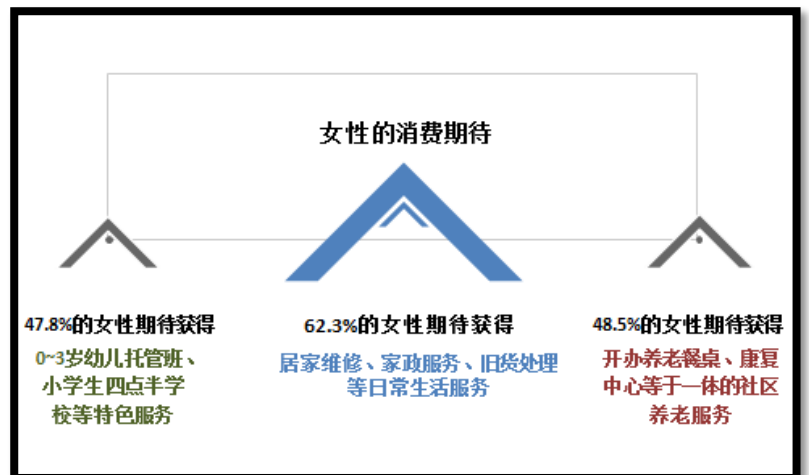 女性的消费期待
47.8%的女性期待获得
0~3岁幼儿托管班、
小学生四点半学
校等特色服务
62.3%的女性期待获得
居家维修、家政服务、旧货处理
等日常生活服务
48.5%的女性期待获得
开办养老餐桌、康复
中心等于一体的社区
养老服务